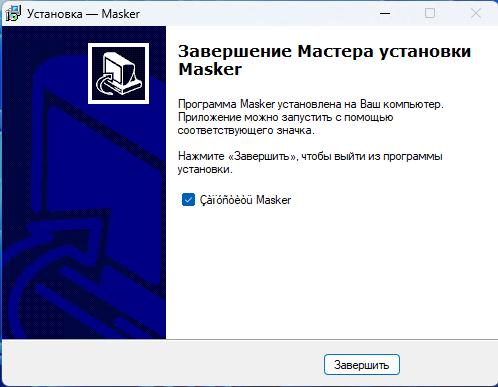 Установка — Masker
Завершение Мастера установки
Masker
Программа Masker установлена на Ваш компьютер.
Приложение можно запустить с помощью
соответствующего значка.
Нажмите «Завершить», чтобы выйти из программы
установки.
Çàïóñòèòü Masker
Завершить